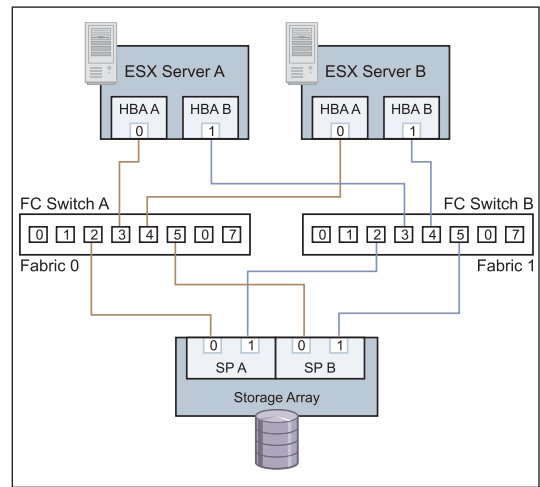 ESX Server A
ESX Server B
HBA A
HBA B
HBA A
HBA B
0
1
0
1
FC Switch A
FC Switch B
0 1 2 3 4 5 0 7
0 1 2 3 4 5 0 7
Fabric 0
Fabric 1
0
1
0
1
SP A
SP B
Storage Array